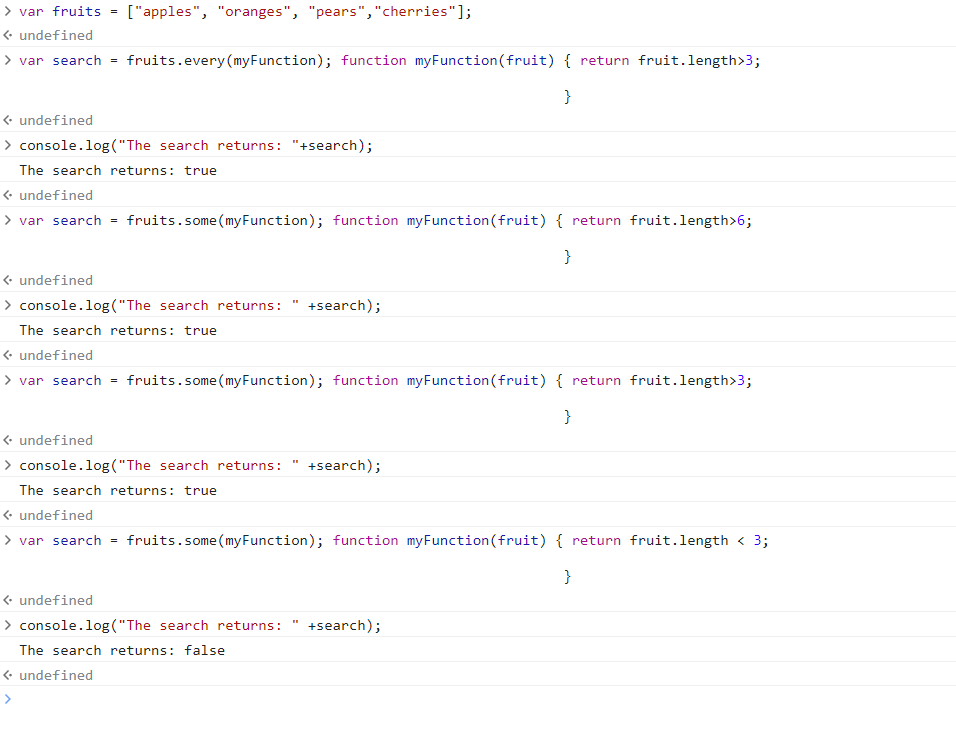 > var fruits = ["apples", "oranges", "pears","cherries"];
undefined
> var search = fruits.every(myFunction); function myFunction(fruit) { return fruit.length>3;
}
undefined
> console.log("The search returns: "+search);
The search returns: true
undefined
> var search = fruits.some(myFunction); function myFunction(fruit) { return fruit.length>6;
}
undefined
> console.log("The search returns: " +search);
The search returns: true
undefined
> var search = fruits.some(myFunction); function myFunction(fruit) { return fruit.length>3;
}
undefined
> console.log("The search returns: " +search);
The search returns: true
undefined
> var search = fruits.some(myFunction); function myFunction(fruit) { return fruit.length < 3;
}
undefined
> console.log("The search returns: " +search);
The search returns: false
undefined
>